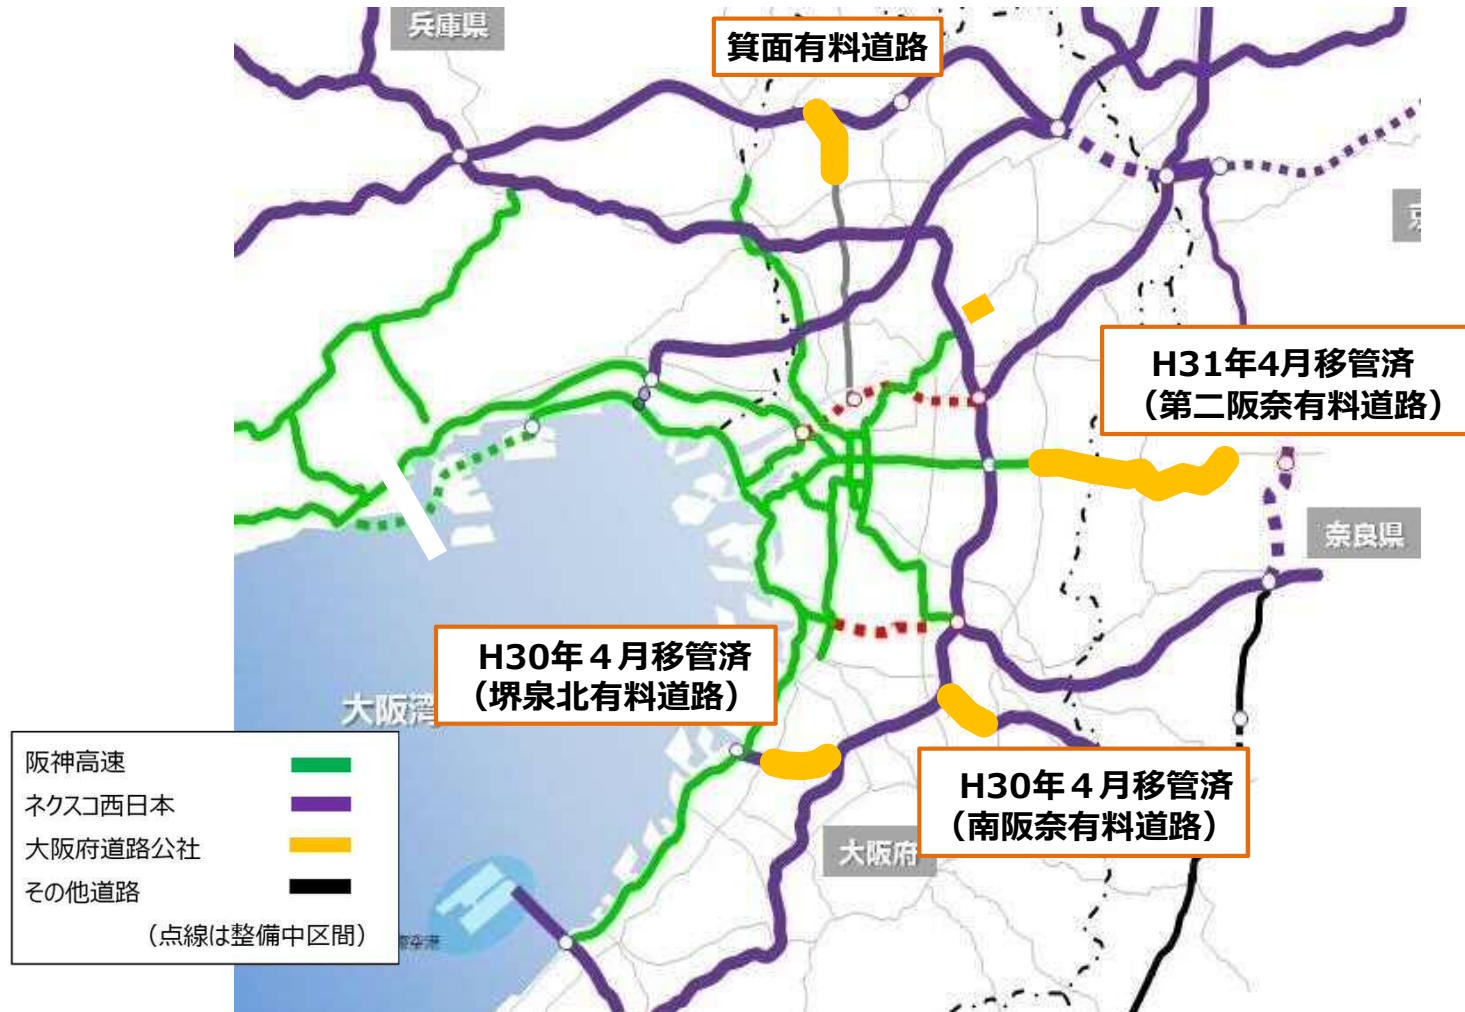 兵庫県
箕面有料道路
H31年4月移管済
（第二阪奈有料道路）
奈良県
H30年４月移管済
（堺泉北有料道路）
大阪湾
H30年４月移管済
（南阪奈有料道路）
大阪府
阪神高速
ネクスコ西日本
大阪府道路公社
その他道路
（点線は整備中区間）
空港